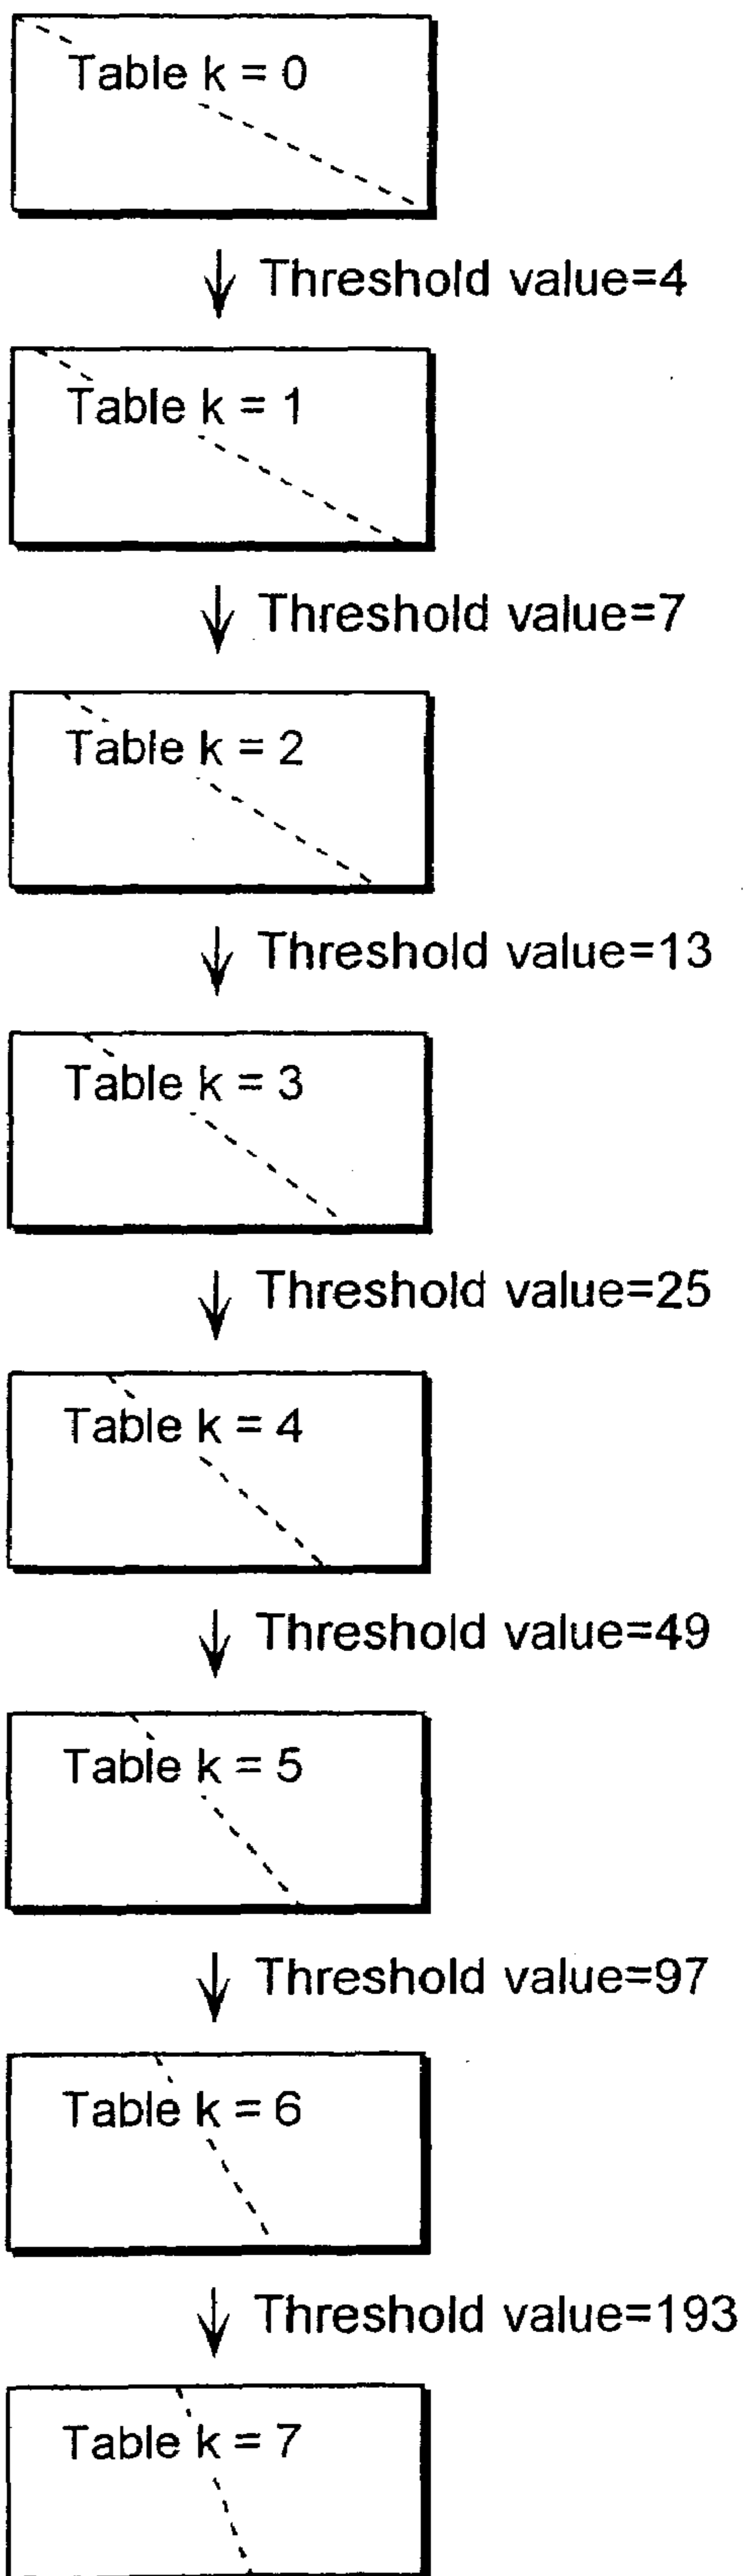 Table k = 0
Threshold value=4
Table k = 1
Threshold value=7
Table k = 2
Threshold value=13
Table k = 3
Threshold value=25
Table k = 4
Threshold value=49
Table k = 5
Threshold value=97
Table k = 6
Threshold value=193
Table k = 7